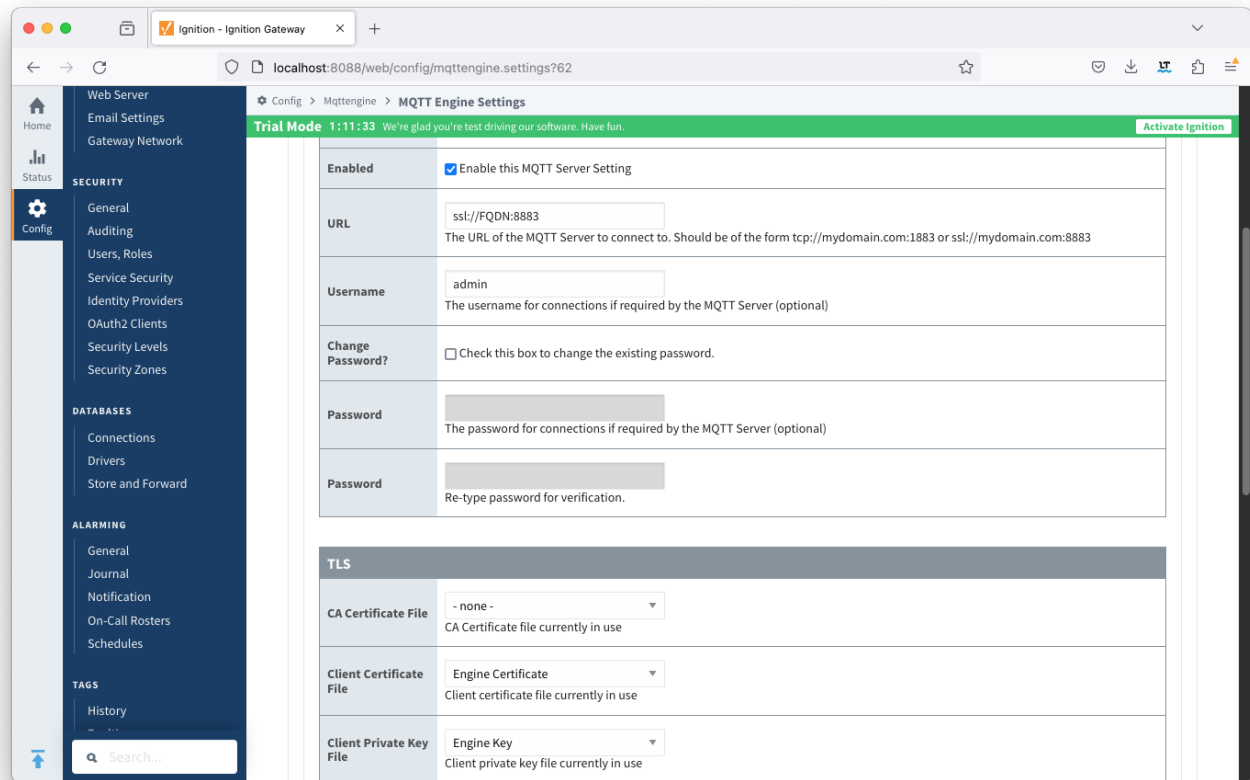 Ignition - Ignition Gateway
localhost:8088/web/config/mqttengine.settings?62
Home
Status
Config
Web Server
Email Settings
Gateway Network
SECURITY
General
Auditing
Users, Roles
Service Security
Identity Providers
OAuth2 Clients
Security Levels
Security Zones
DATABASES
Connections
Drivers
Store and Forward
ALARMING
General
Journal
Notification
On-Call Rosters
Schedules
TAGS
History
Search...
Config > Mqttengine > MQTT Engine Settings
Trial Mode 1:11:33 We're glad you're test driving our software. Have fun.
Activate Ignition
Enabled
Enable this MQTT Server Setting
URL
ssl://FQDN:8883
The URL of the MQTT Server to connect to. Should be of the form tcp://mydomain.com:1883 or ssl://mydomain.com:8883
Username
admin
The username for connections if required by the MQTT Server (optional)
Change
Password?
Check this box to change the existing password.
Password
The password for connections if required by the MQTT Server (optional)
Password
Re-type password for verification.
TLS
CA Certificate File
- none -
CA Certificate file currently in use
Client Certificate
File
Engine Certificate
Client certificate file currently in use
Client Private Key
File
Engine Key
Client private key file currently in use